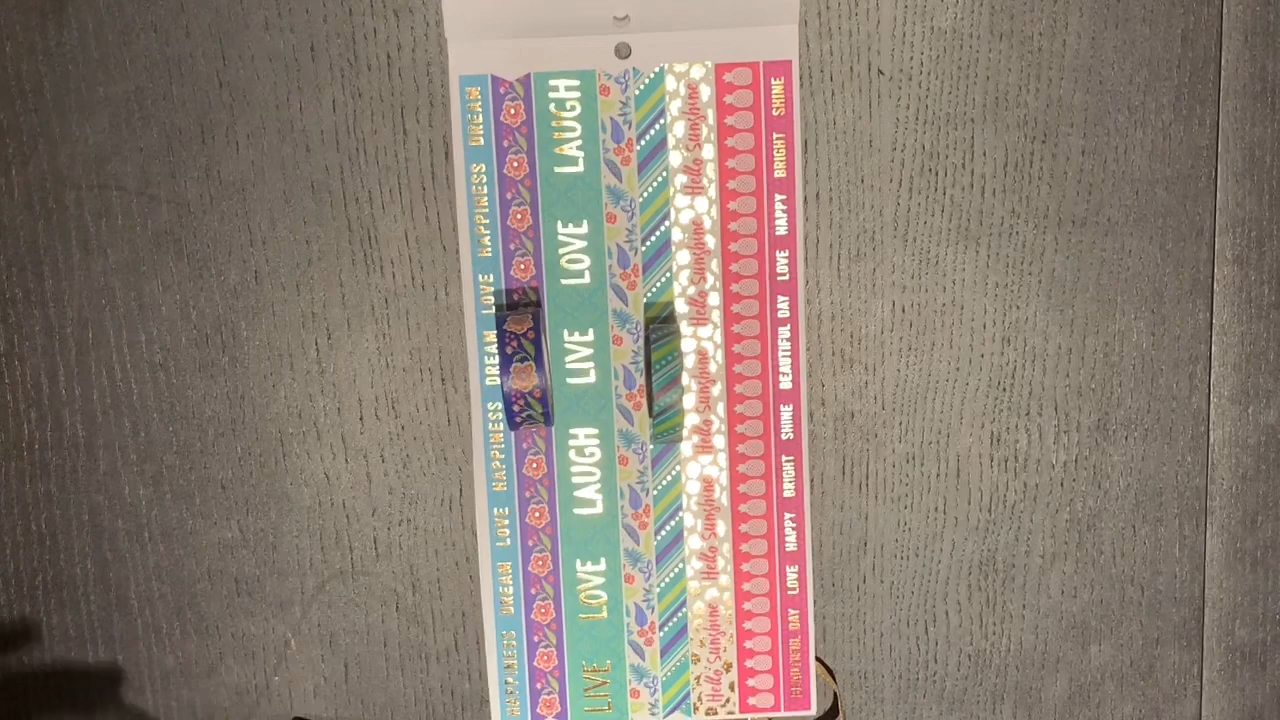 HAPPINESS DREAM LOVE HAPPINESS DREAM LOVE HAPPINESS DREAM
LIVE LOVE LAUGH LIVE LOVE LAUGH
Hello Sunshine Hello Sunshine Hello Sunshine Hello Sunshine Hello Sunshine
BEAUTIFUL DAY LOVE HAPPY BRIGHT SHINE BEAUTIFUL DAY LOVE HAPPY BRIGHT SHINE